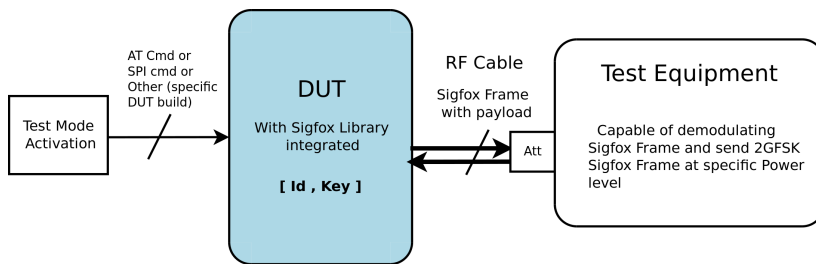 Test Mode
Activation
AT Cmd or
SPI cmd or
Other (specific
DUT build)
DUT
With Sigfox Library
integrated
[ Id , Key ]
RF Cable
Sigfox Frame
with payload
Att
Test Equipment
Capable of demodulating
Sigfox Frame and send 2GFSK
Sigfox Frame at specific Power
level